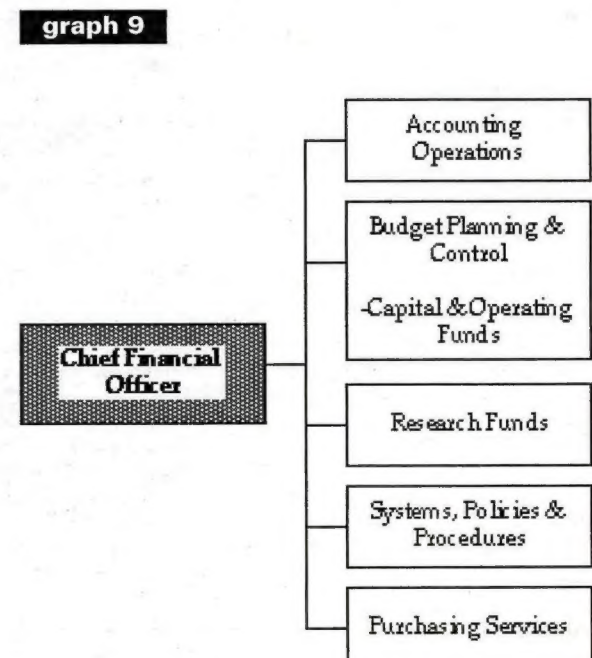 graph 9
Accounting
Operations
Budget Planning &
Control
-Capital & Operating
Funds
Chief Financial
Officer
Research Funds
Systems, Policies &
Procedures
Purchasing Services